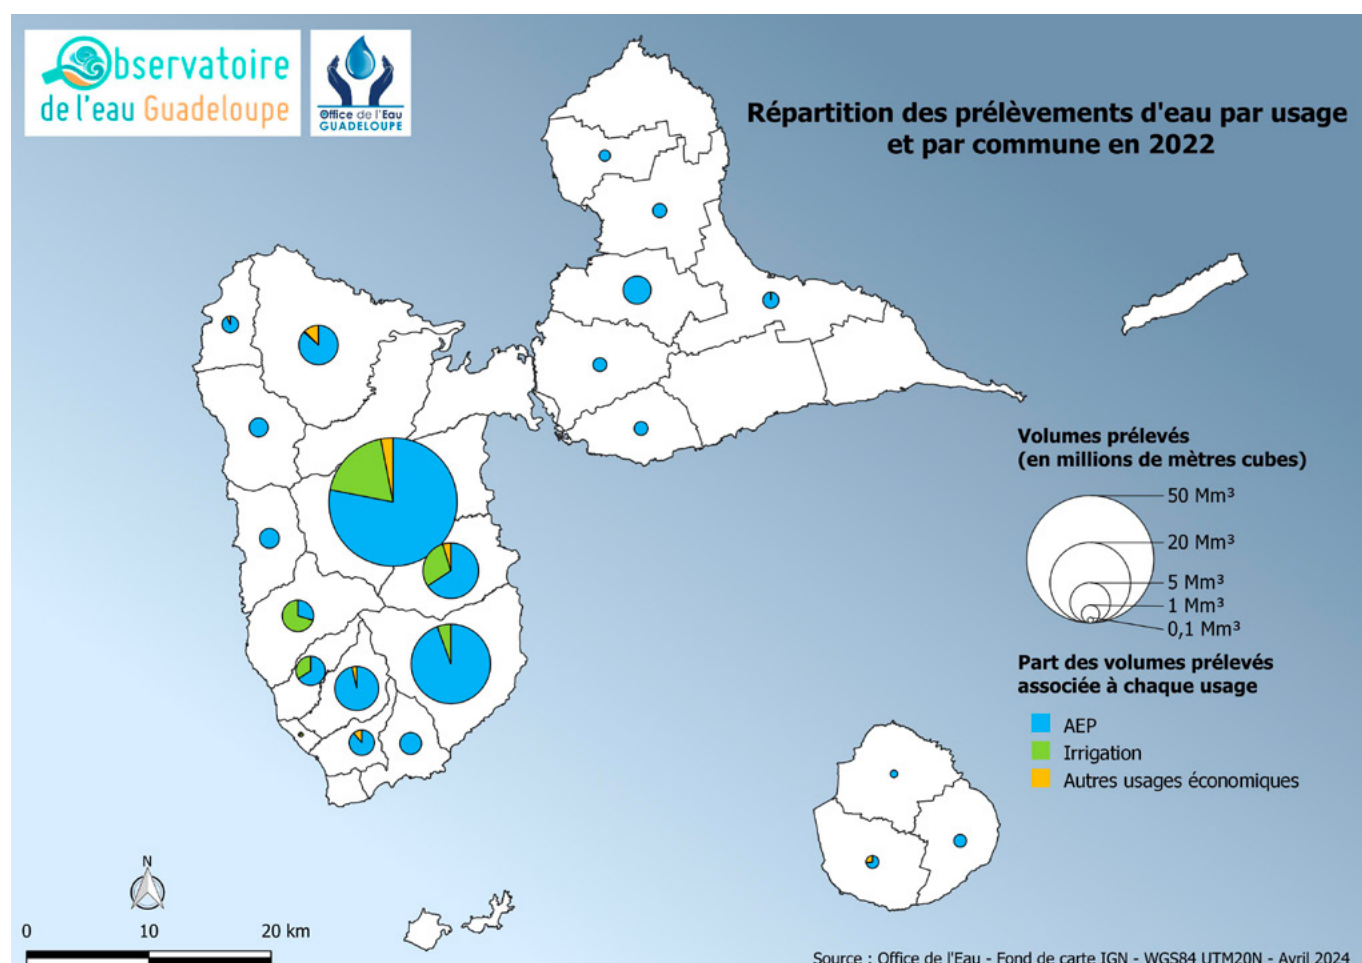 Observatoire
de l'eau Guadeloupe
Office de l'Eau
GUADELOUPE
Répartition des prélèvements d'eau par usage
et par commune en 2022
Volumes prélevés
(en millions de mètres cubes)
50 Mm³
20 Mm³
5 Mm³
1 Mm³
0,1 Mm³
Part des volumes prélevés
associée à chaque usage
AEP
Irrigation
Autres usages économiques
N
0 10 20 km
Source : Office de l'Eau - Fond de carte IGN - WGS84 UTM20N - Avril 2024